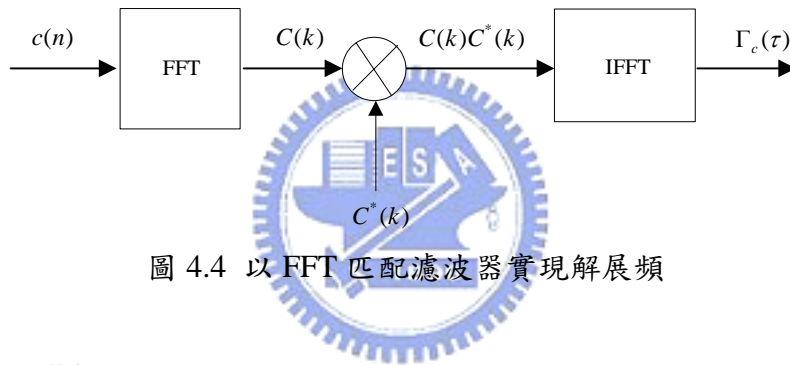 c(n)
FFT
C(k)
C(k)C*(k)
IFFT
Γc(τ)
E S A
C*(k)
圖 4.4 以 FFT 匹配濾波器實現解展頻